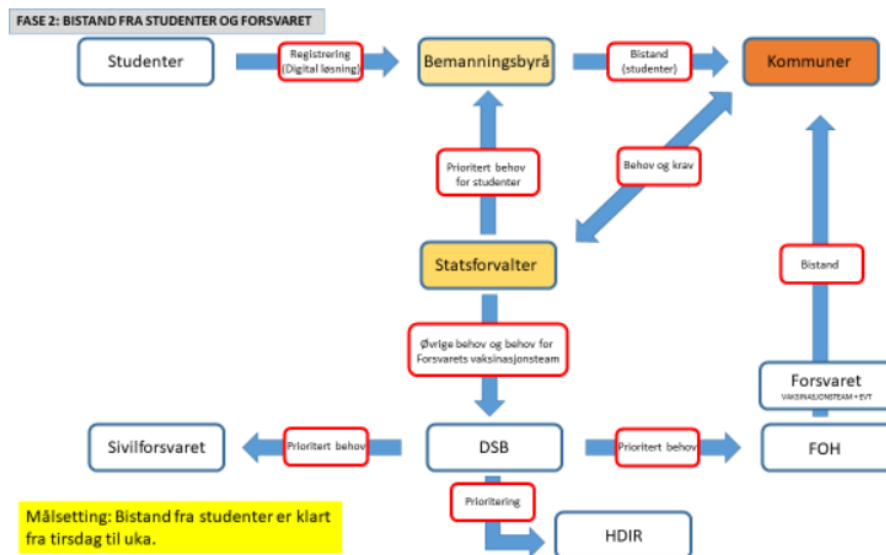 FASE 2: BISTAND FRA STUDENTER OG FORSVARET
Studenter
Registrering
(Digital løsning)
Bemanningsbyrå
Bistand
(studenter)
Kommuner
Prioritert behov
for studenter
Behov og krav
Statsforvalter
Bistand
Øvrige behov og behov for
Forsvarets vaksinasjonsteam
Forsvaret
VAKSINASJONSTEAM + EVT
Sivilforsvaret
Prioritert behov
DSB
Prioritert behov
FOH
Prioritering
Målsetting: Bistand fra studenter er klart
fra tirsdag til uka.
HDIR